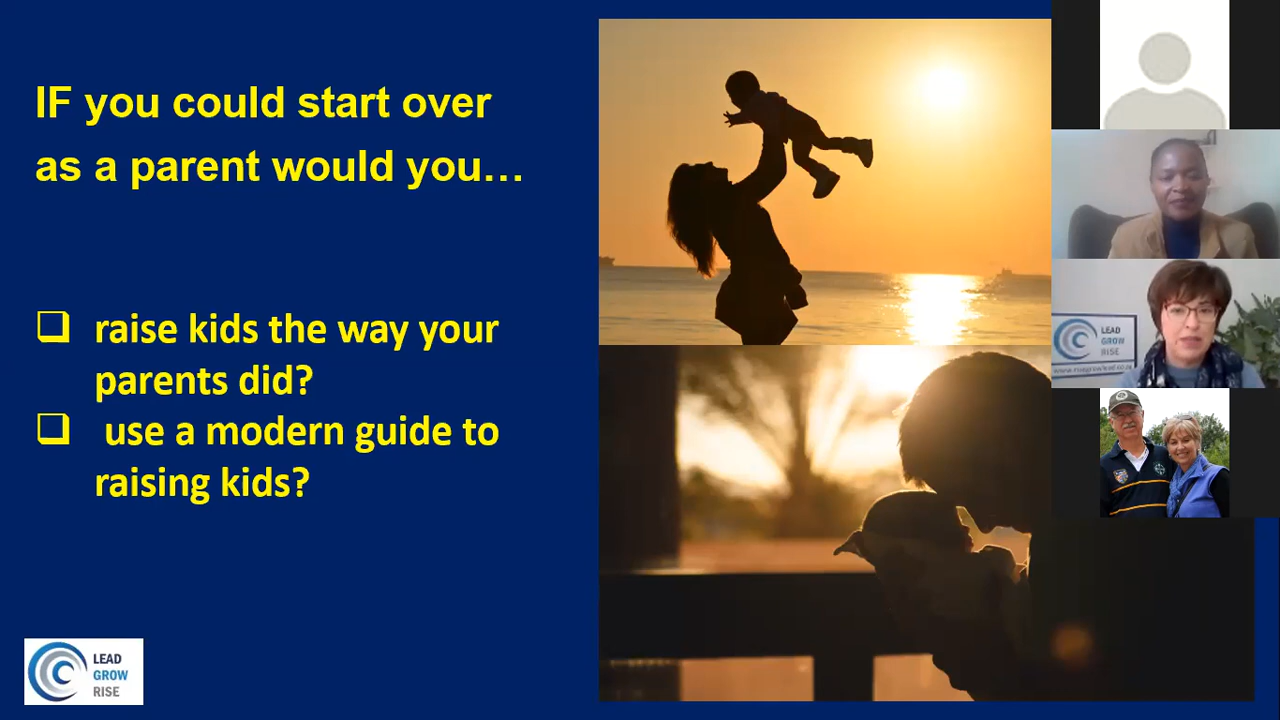 IF you could start over
as a parent would you...
❑ raise kids the way your
parents did?
❑ use a modern guide to
raising kids?
LEAD
GROW
RISE
LEAD
GROW
RISE